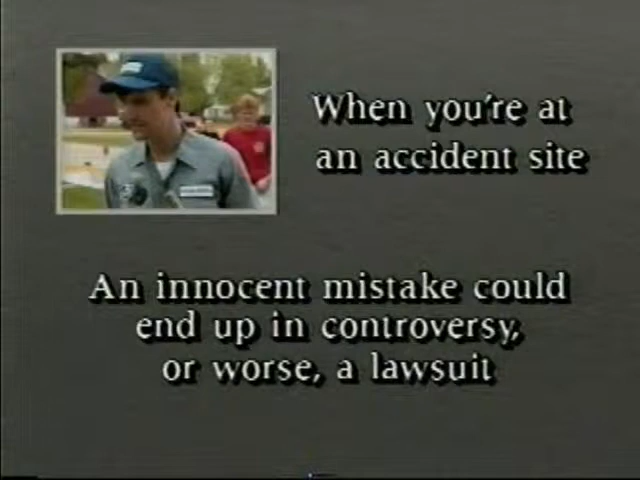 When you're at
an accident site
An innocent mistake could
end up in controversy,
or worse, a lawsuit